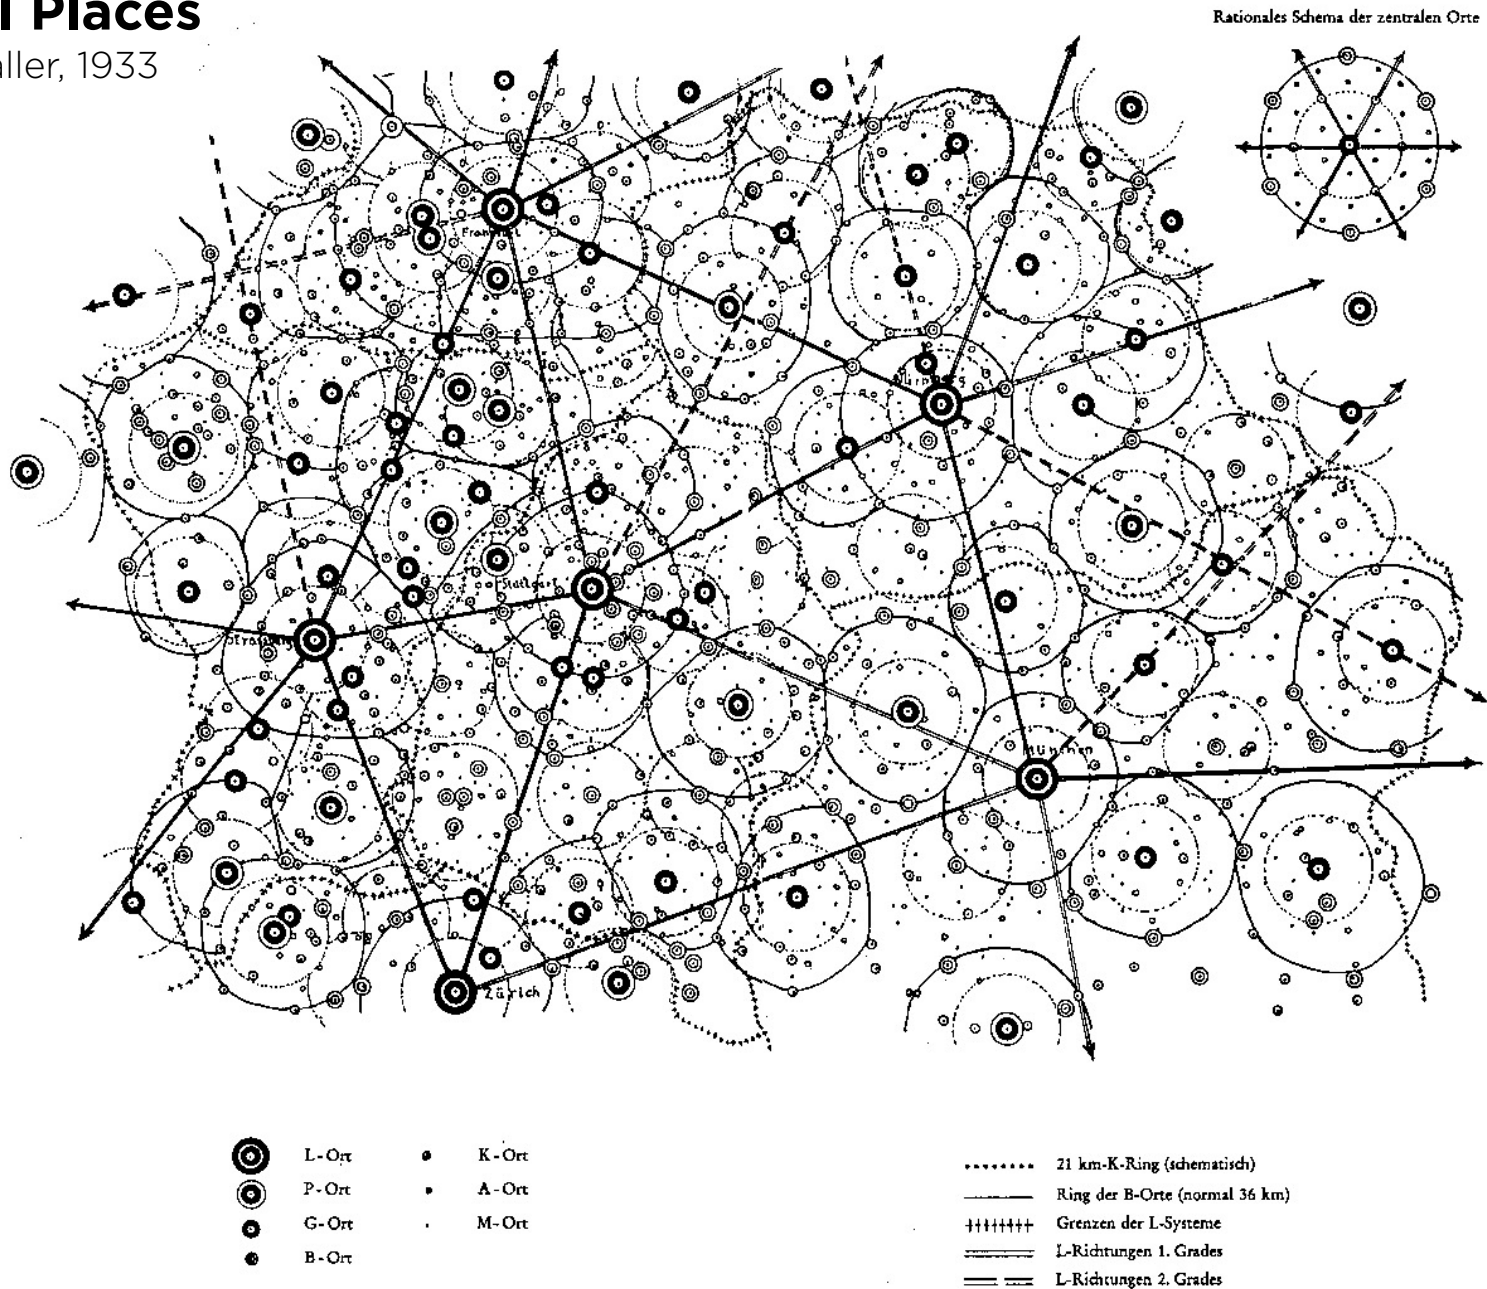 l Places
aller, 1933
Rationales Schema der zentralen Orte
Frankfurt
Nürnberg
Stuttgart
Strassburg
München
Zürich
L-Ort
P-Ort
G-Ort
B-Ort
K-Ort
A-Ort
M-Ort
21 km-K-Ring (schematisch)
Ring der B-Orte (normal 36 km)
Grenzen der L-Systeme
L-Richtungen 1. Grades
L-Richtungen 2. Grades